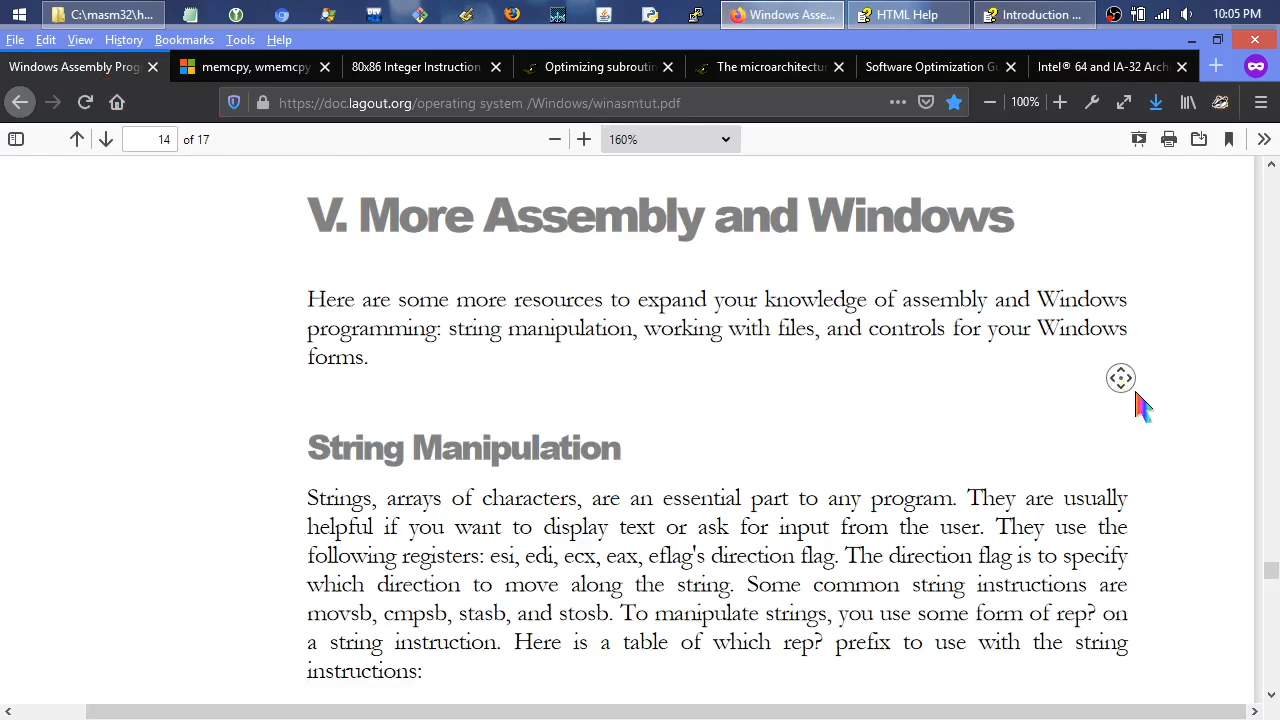 C:\masm32\h...
Windows Asse...
HTML Help
Introduction ...
10:05 PM
File Edit View History Bookmarks Tools Help
Windows Assembly Prog
memcpy, wmemcpy
80x86 Integer Instruction
Optimizing subroutin
The microarchitectur
Software Optimization Gu
Intel® 64 and IA-32 Arch
https://doc.lagout.org/operating system /Windows/winasmtut.pdf
100%
14 of 17
160%
V. More Assembly and Windows
Here are some more resources to expand your knowledge of assembly and Windows
programming: string manipulation, working with files, and controls for your Windows
forms.
String Manipulation
Strings, arrays of characters, are an essential part to any program. They are usually
helpful if you want to display text or ask for input from the user. They use the
following registers: esi, edi, ecx, eax, eflag's direction flag. The direction flag is to specify
which direction to move along the string. Some common string instructions are
movsb, cmpsb, stasb, and stosb. To manipulate strings, you use some form of rep? on
a string instruction. Here is a table of which rep? prefix to use with the string
instructions: